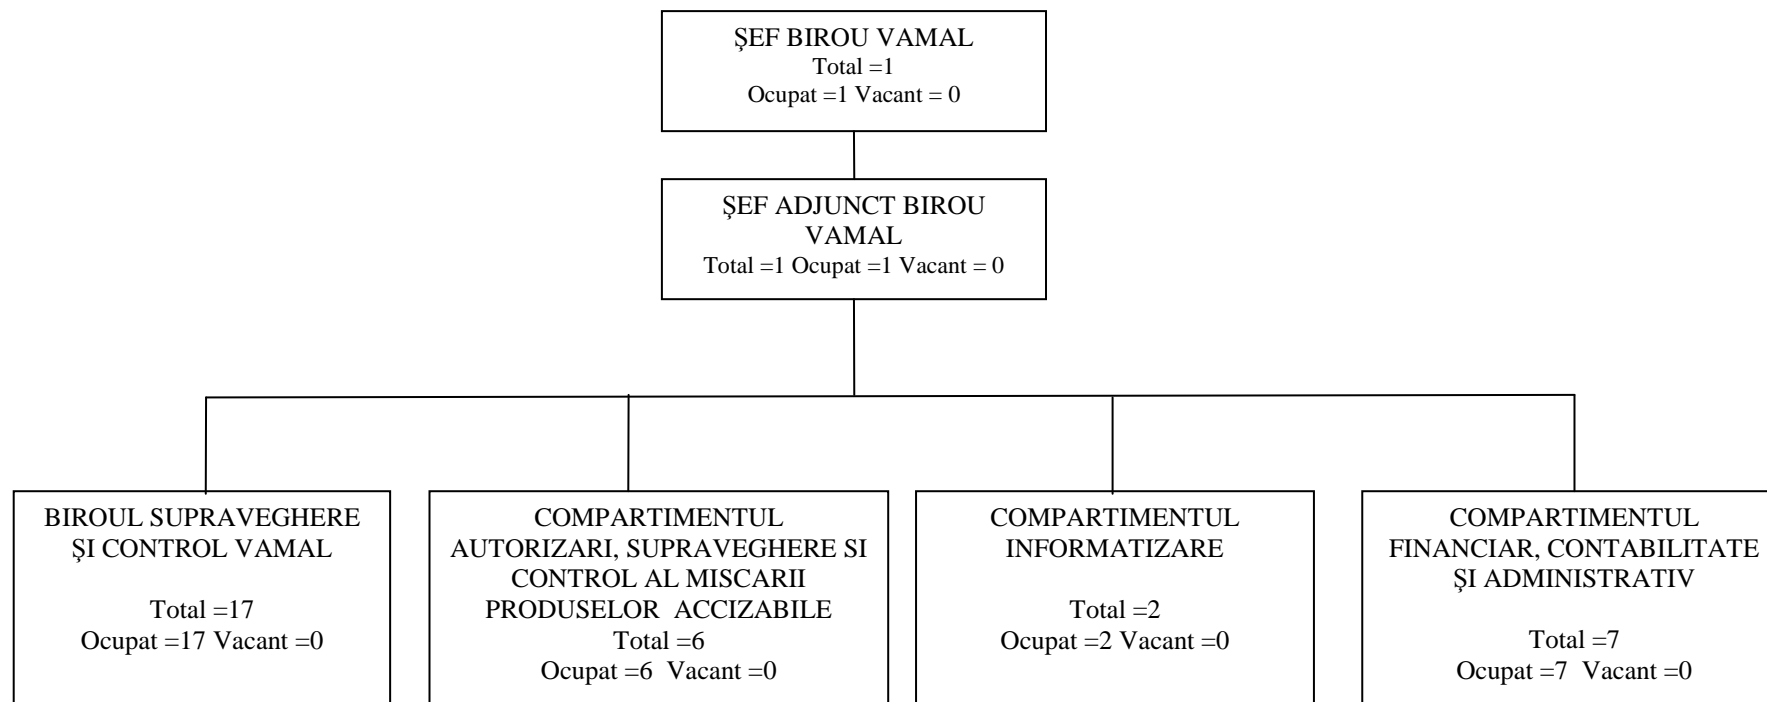 ŞEF BIROU VAMAL
Total =1
Ocupat =1 Vacant = 0
ŞEF ADJUNCT BIROU
VAMAL
Total =1 Ocupat =1 Vacant = 0
BIROUL SUPRAVEGHERE
ŞI CONTROL VAMAL
Total =17
Ocupat =17 Vacant =0
COMPARTIMENTUL
AUTORIZARI, SUPRAVEGHERE SI
CONTROL AL MISCARII
PRODUSELOR ACCIZABILE
Total =6
Ocupat =6 Vacant =0
COMPARTIMENTUL
INFORMATIZARE
Total =2
Ocupat =2 Vacant =0
COMPARTIMENTUL
FINANCIAR, CONTABILITATE
ŞI ADMINISTRATIV
Total =7
Ocupat =7 Vacant =0